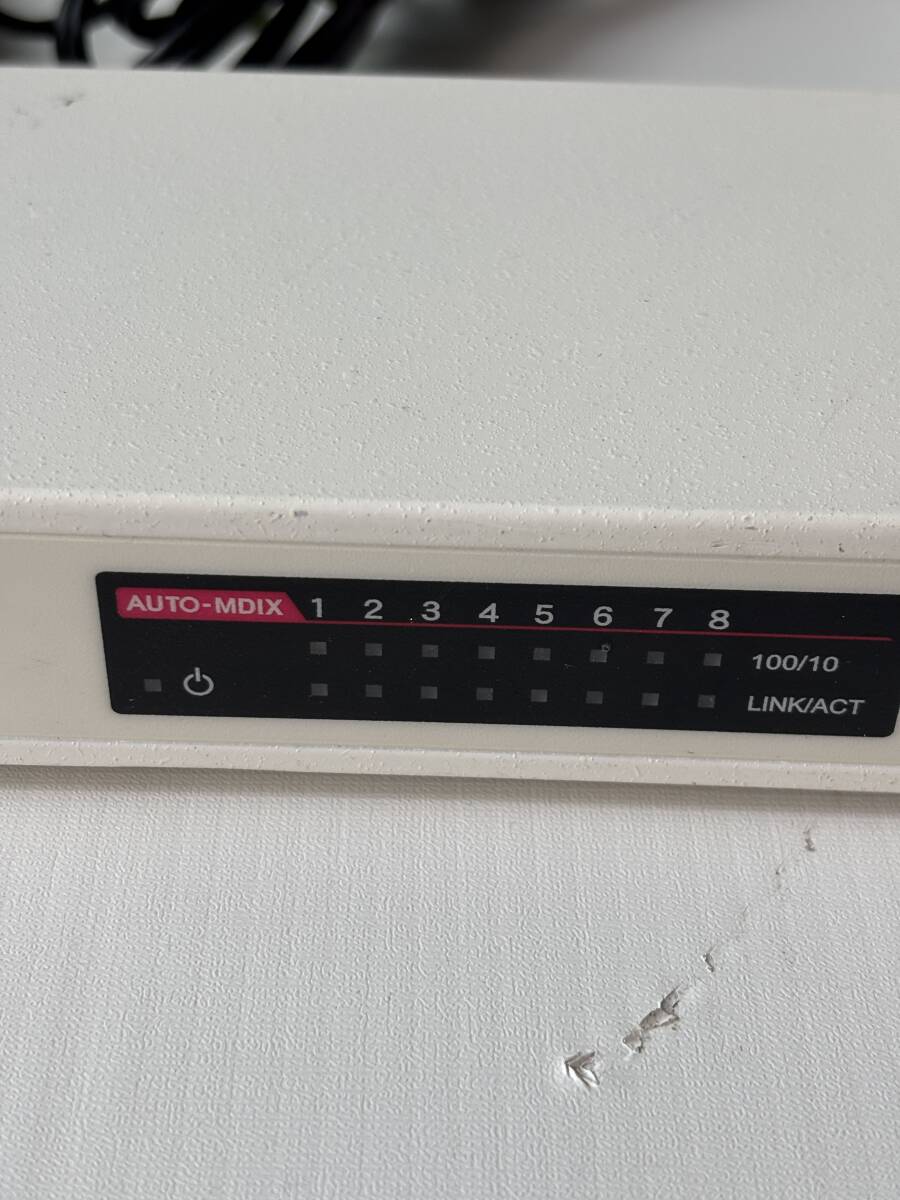 AUTO-MDIX 1 2 3 4 5 6 7 8
100/10
LINK/ACT